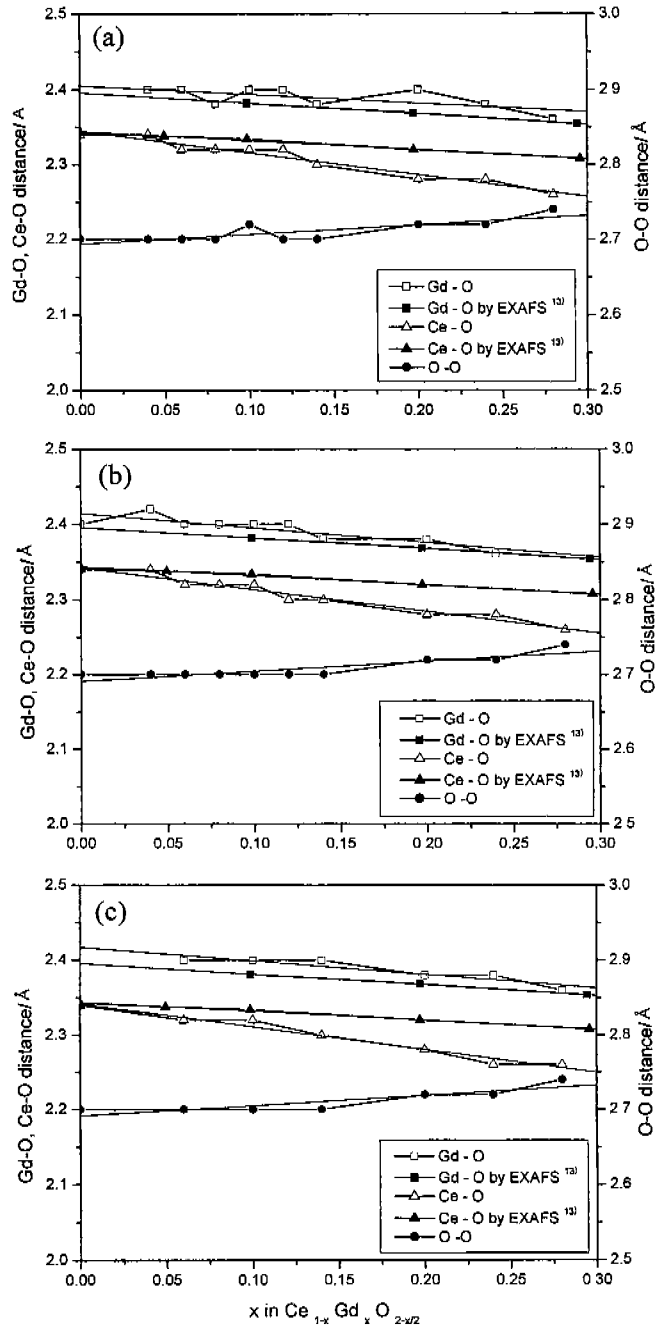 (a)
2.5
2.4
2.3
2.2
2.1
2.0
Gd-O, Ce-O distance/ Å
3.0
2.9
2.8
2.7
2.6
2.5
O-O distance/ Å
Gd - O
Gd - O by EXAFS 13)
Ce - O
Ce - O by EXAFS 13)
O -O
0.00 0.05 0.10 0.15 0.20 0.25 0.30
(b)
2.5
2.4
2.3
2.2
2.1
2.0
Gd-O, Ce-O distance/ Å
3.0
2.9
2.8
2.7
2.6
2.5
O-O distance/ Å
Gd - O
Gd - O by EXAFS 13)
Ce - O
Ce - O by EXAFS 13)
O -O
0.00 0.05 0.10 0.15 0.20 0.25 0.30
(c)
2.5
2.4
2.3
2.2
2.1
2.0
Gd-O, Ce-O distance/ Å
3.0
2.9
2.8
2.7
2.6
2.5
O-O distance/ Å
Gd - O
Gd - O by EXAFS 13)
Ce - O
Ce - O by EXAFS 13)
O -O
0.00 0.05 0.10 0.15 0.20 0.25 0.30
x in Ce 1-x Gd x O 2-x/2